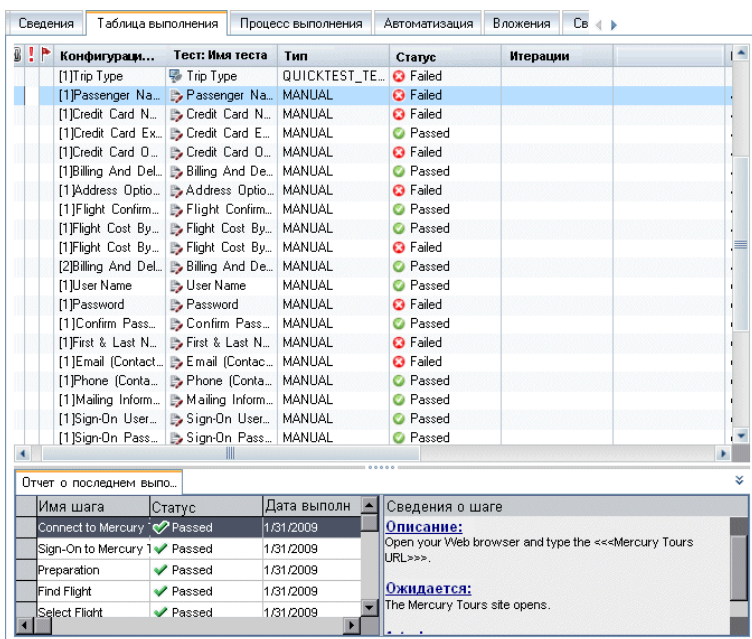 Сведения Таблица выполнения Процесс выполнения Автоматизация Вложения Св
Конфигураци... Тест: Имя теста Тип Статус Итерации
[1]Trip Type Trip Type QUICKTEST_TE... Failed
[1]Passenger Na... Passenger Na... MANUAL Failed
[1]Credit Card N... Credit Card N... MANUAL Failed
[1]Credit Card Ex... Credit Card E... MANUAL Passed
[1]Credit Card O... Credit Card O... MANUAL Failed
[1]Billing And Del... Billing And De... MANUAL Passed
[1]Address Optio... Address Optio... MANUAL Failed
[1]Flight Confirm... Flight Confirm... MANUAL Passed
[1]Flight Cost By... Flight Cost By... MANUAL Passed
[1]Flight Cost By... Flight Cost By... MANUAL Failed
[2]Billing And Del... Billing And De... MANUAL Passed
[1]User Name User Name MANUAL Passed
[1]Password Password MANUAL Failed
[1]Confirm Pass... Confirm Pass... MANUAL Passed
[1]First & Last N... First & Last N... MANUAL Failed
[1]Email (Contact... Email (Contac... MANUAL Failed
[1]Phone (Conta... Phone (Conta... MANUAL Passed
[1]Mailing Inform... Mailing Inform... MANUAL Passed
[1]Sign-On User... Sign-On User... MANUAL Passed
[1]Sign-On Pass... Sign-On Pass... MANUAL Passed
Отчет о последнем выпо...
Имя шага Статус Дата выполн
Connect to Mercury Passed 1/31/2009
Sign-On to Mercury Passed 1/31/2009
Preparation Passed 1/31/2009
Find Flight Passed 1/31/2009
Select Flight Passed 1/31/2009
Сведения о шаге
Описание:
Open your Web browser and type the <<<Mercury Tours
URL>>>.
Ожидается:
The Mercury Tours site opens.